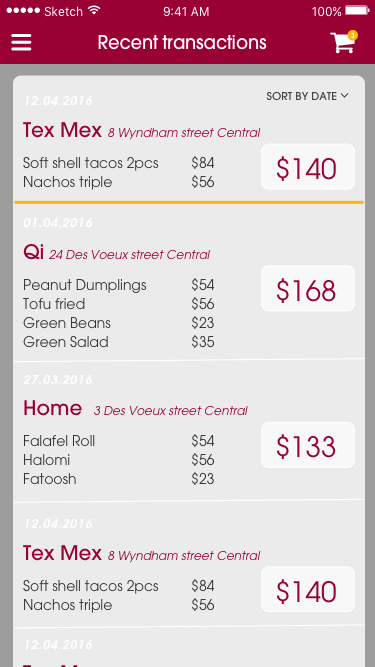 Sketch 9:41 AM 100%
Recent transactions 3
12.04.2016 SORT BY DATE
Tex Mex 8 Wyndham street Central
Soft shell tacos 2pcs $84
Nachos triple $56
$140
01.04.2016
Qi 24 Des Voeux street Central
Peanut Dumplings $54
Tofu fried $56
Green Beans $23
Green Salad $35
$168
27.03.2016
Home 3 Des Voeux street Central
Falafel Roll $54
Halomi $56
Fatoosh $23
$133
12.04.2016
Tex Mex 8 Wyndham street Central
Soft shell tacos 2pcs $84
Nachos triple $56
$140
12.04.2016